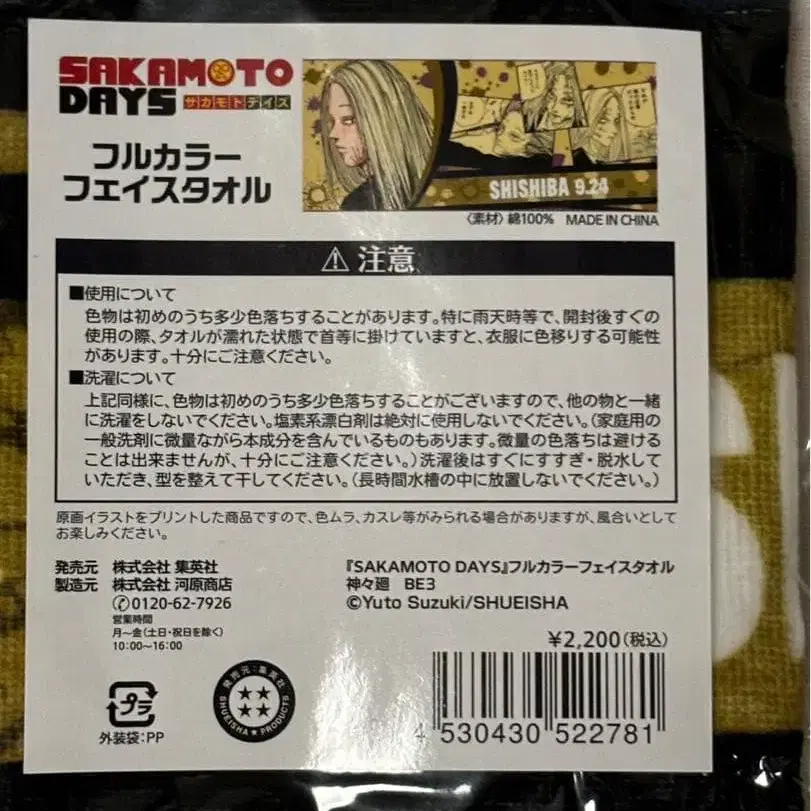 SAKAMOTO
DAYS サカモトデイズ
フルカラー
フェイスタオル
SHISHIBA 9.24
〈素材〉綿100% MADE IN CHINA
⚠ 注意
■使用について
色物は初めのうち多少色落ちすることがあります。特に雨天時等で、開封後すぐの
使用の際、タオルが濡れた状態で首等に掛けていますと、衣服に色移りする可能性
があります。十分にご注意ください。
■洗濯について
上記同様に、色物は初めのうち多少色落ちすることがございますので、他の物と一緒
に洗濯をしないでください。塩素系漂白剤は絶対に使用しないでください。(家庭用の
一般洗剤に微量ながら本成分を含んでいるものもあります。微量の色落ちは避ける
ことは出来ませんが、十分にご注意ください。)洗濯後はすぐにすすぎ・脱水して
いただき、型を整えて干してください。(長時間水槽の中に放置しないでください。)
原画イラストをプリントした商品ですので、色ムラ、カスレ等がみられる場合がありますが、風合いとして
お楽しみください。
発売元 株式会社 集英社
製造元 株式会社 河原商店
0120-62-7926
営業時間
月〜金(土日・祝日を除く)
10:00〜16:00
『SAKAMOTO DAYS』フルカラーフェイスタオル
神々廻 BE3
©Yuto Suzuki/SHUEISHA
¥2,200(税込)
プラ
外装袋:PP
発売元:集英社
SHUEISHA★PRODUCTS
4 530430 522781